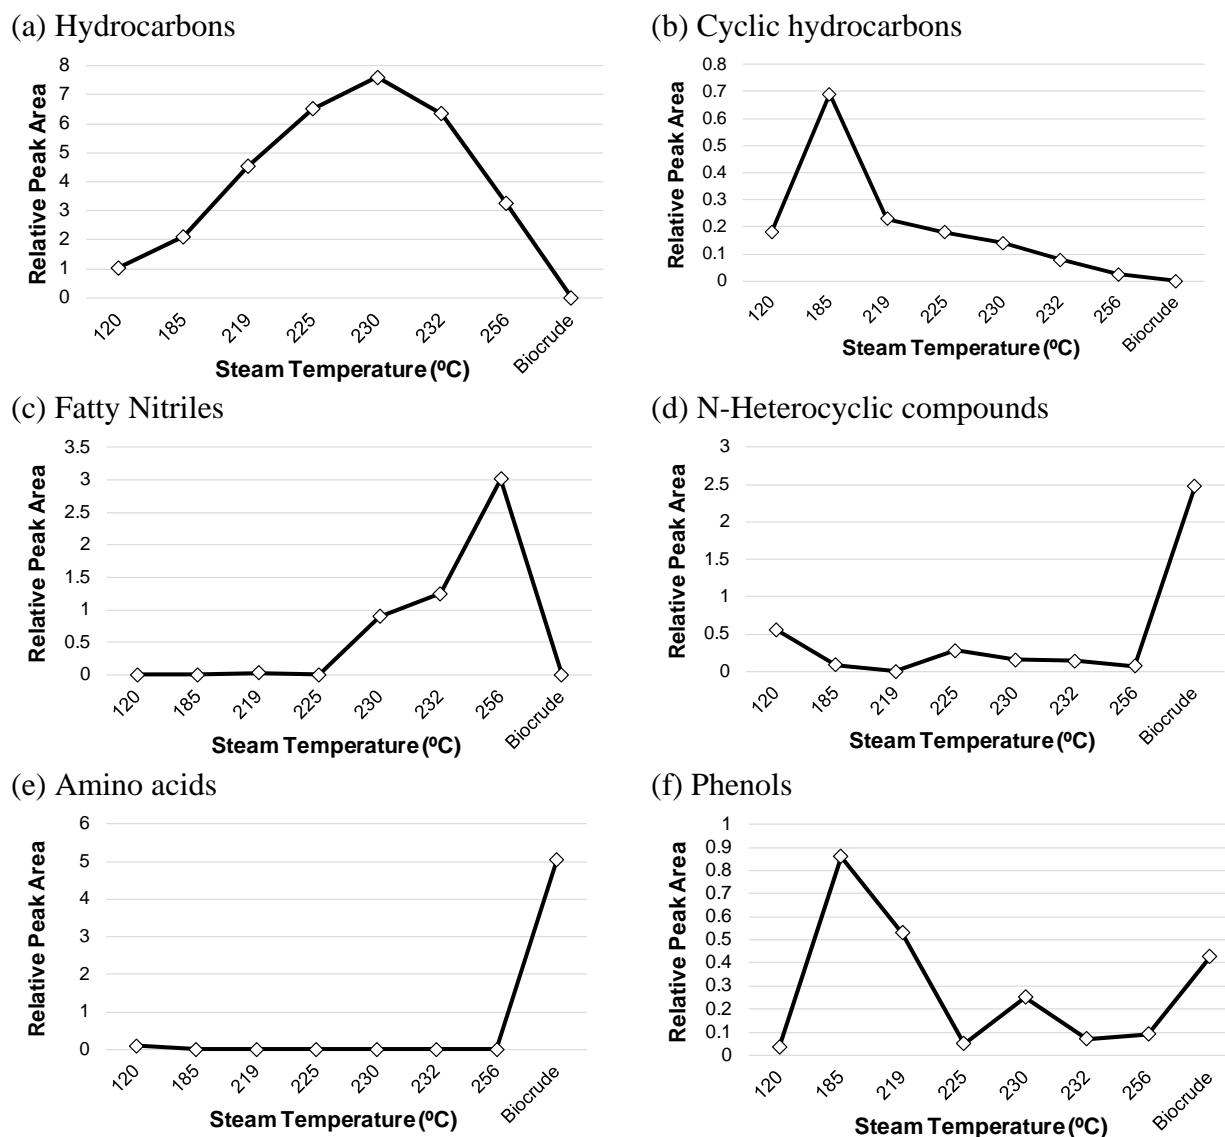 (a) Hydrocarbons
8
7
6
5
4
3
2
1
0
Relative Peak Area
120 185 219 225 230 232 256 Biocrude
Steam Temperature (ºC)
(b) Cyclic hydrocarbons
0.8
0.7
0.6
0.5
0.4
0.3
0.2
0.1
0
Relative Peak Area
120 185 219 225 230 232 256 Biocrude
Steam Temperature (ºC)
(c) Fatty Nitriles
3.5
3
2.5
2
1.5
1
0.5
0
Relative Peak Area
120 185 219 225 230 232 256 Biocrude
Steam Temperature (ºC)
(d) N-Heterocyclic compounds
3
2.5
2
1.5
1
0.5
0
Relative Peak Area
120 185 219 225 230 232 256 Biocrude
Steam Temperature (ºC)
(e) Amino acids
6
5
4
3
2
1
0
Relative Peak Area
120 185 219 225 230 232 256 Biocrude
Steam Temperature (ºC)
(f) Phenols
1
0.9
0.8
0.7
0.6
0.5
0.4
0.3
0.2
0.1
0
Relative Peak Area
120 185 219 225 230 232 256 Biocrude
Steam Temperature (ºC)